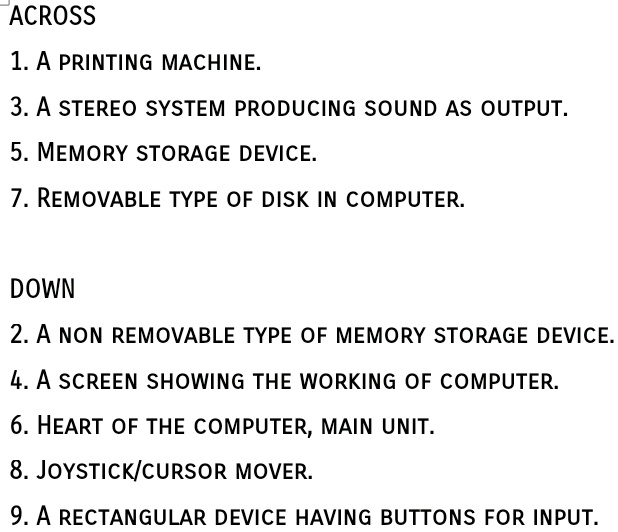 ACROSS
1. A PRINTING MACHINE.
3. A STEREO SYSTEM PRODUCING SOUND AS OUTPUT.
5. MEMORY STORAGE DEVICE.
7. REMOVABLE TYPE OF DISK IN COMPUTER.
DOWN
2. A NON REMOVABLE TYPE OF MEMORY STORAGE DEVICE.
4. A SCREEN SHOWING THE WORKING OF COMPUTER.
6. HEART OF THE COMPUTER, MAIN UNIT.
8. JOYSTICK/CURSOR MOVER.
9. A RECTANGULAR DEVICE HAVING BUTTONS FOR INPUT.